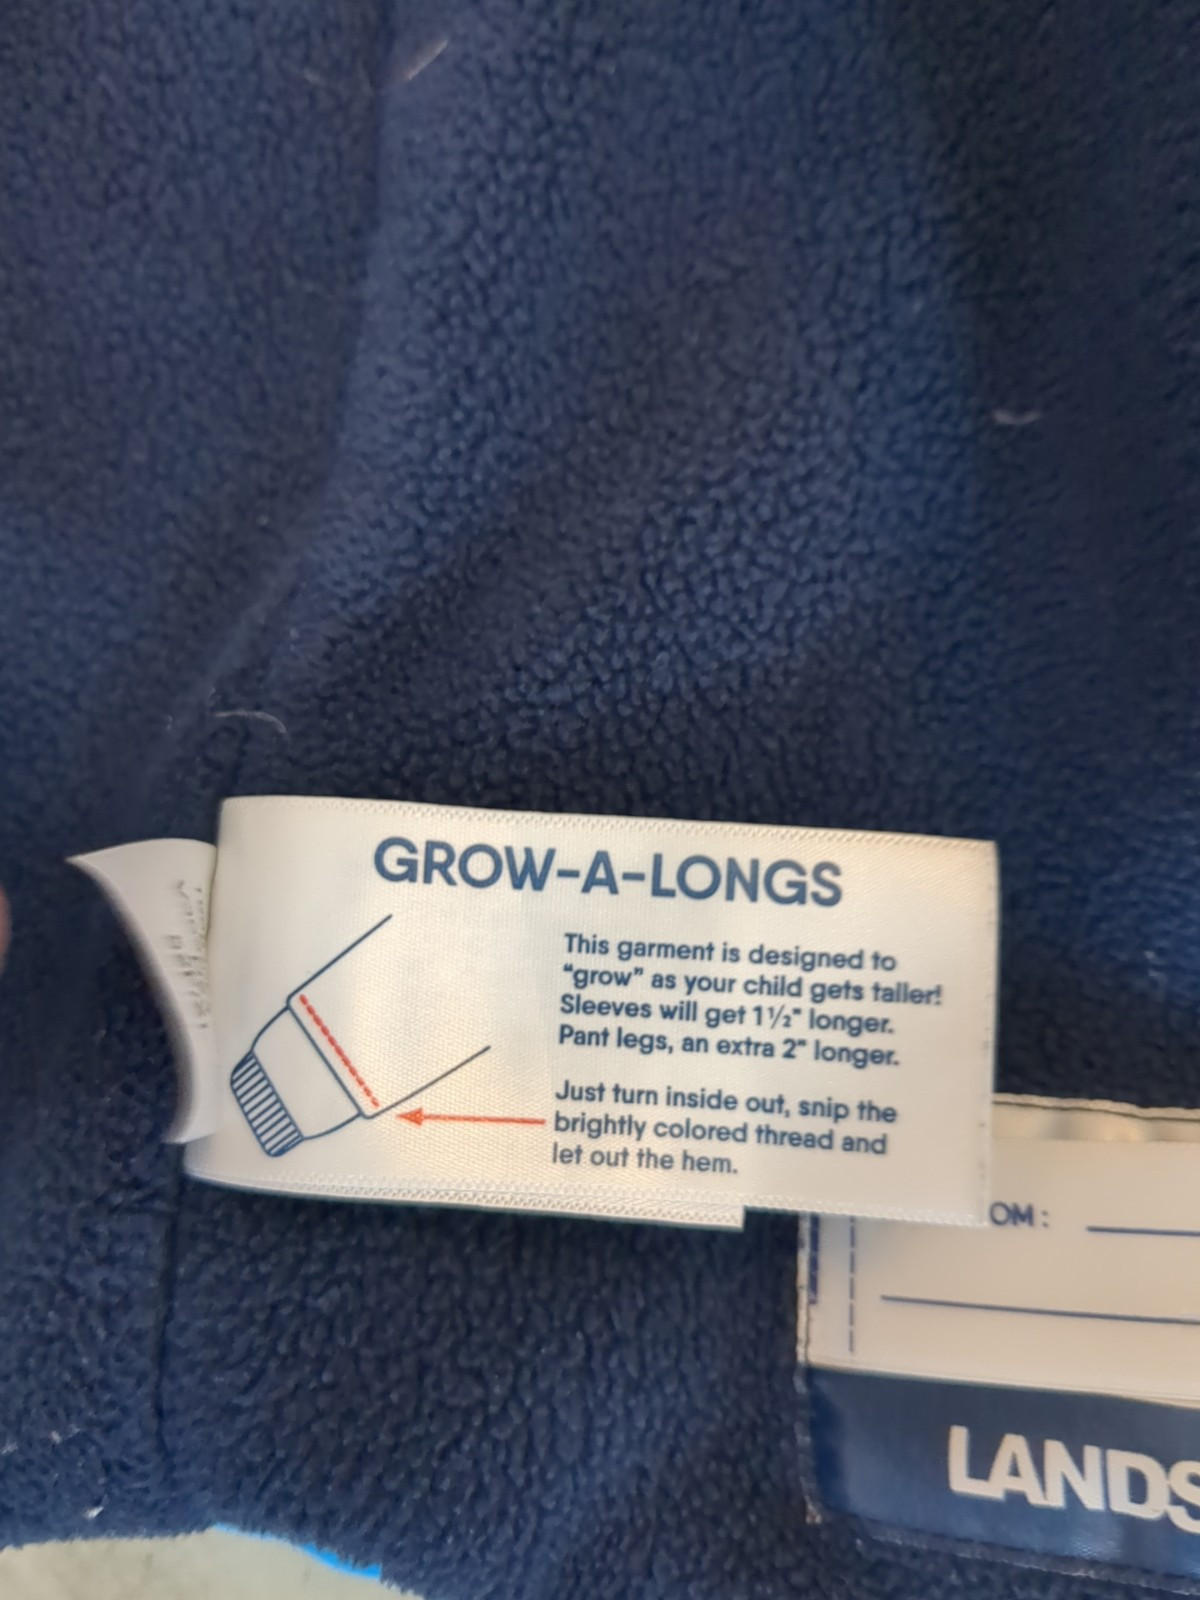 GROW-A-LONGS
This garment is designed to
“grow” as your child gets taller!
Sleeves will get 1½" longer.
Pant legs, an extra 2" longer.
Just turn inside out, snip the
brightly colored thread and
let out the hem.
OM:
LANDS